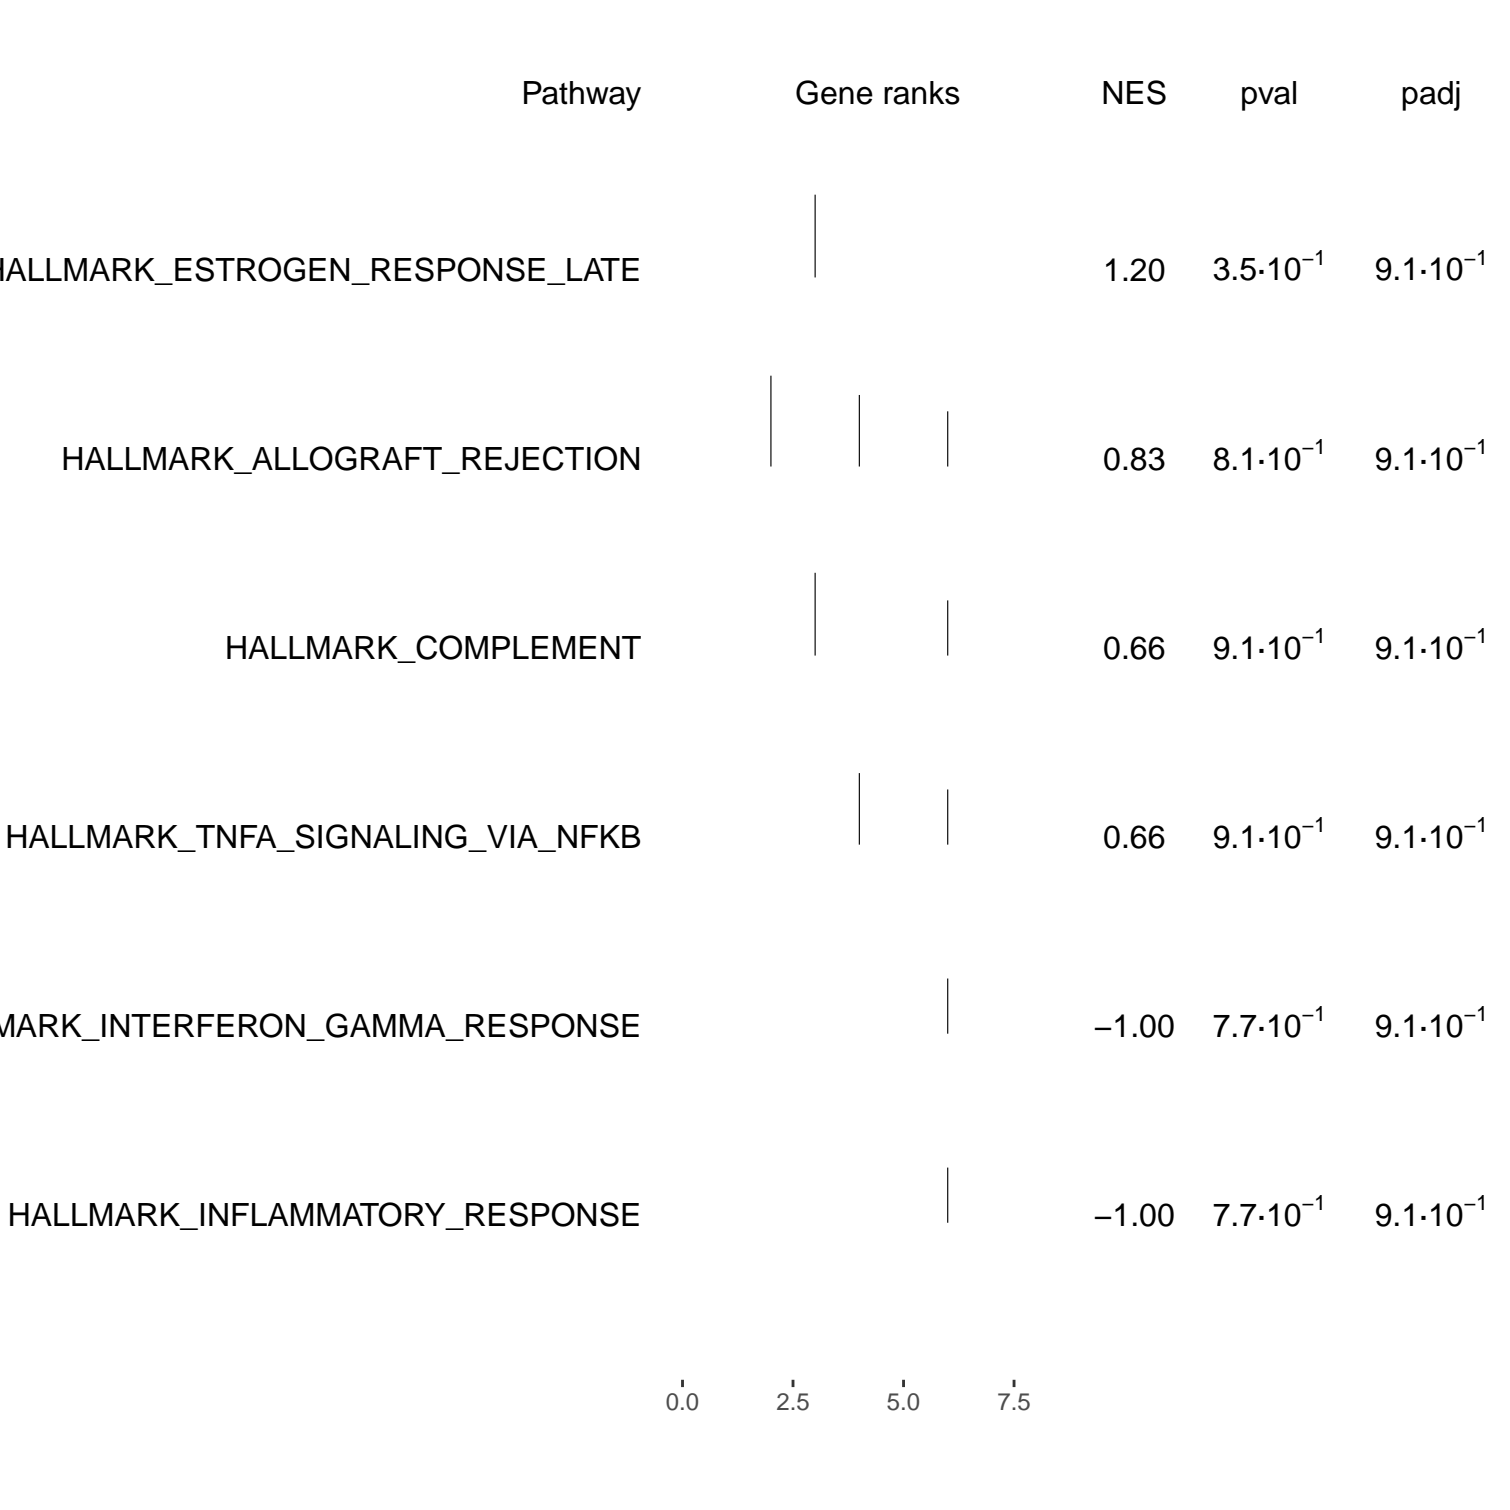 Pathway Gene ranks NES pval padj
HALLMARK_ESTROGEN_RESPONSE_LATE 1.20 3.5·10⁻¹ 9.1·10⁻¹
HALLMARK_ALLOGRAFT_REJECTION 0.83 8.1·10⁻¹ 9.1·10⁻¹
HALLMARK_COMPLEMENT 0.66 9.1·10⁻¹ 9.1·10⁻¹
HALLMARK_TNFA_SIGNALING_VIA_NFKB 0.66 9.1·10⁻¹ 9.1·10⁻¹
MARK_INTERFERON_GAMMA_RESPONSE −1.00 7.7·10⁻¹ 9.1·10⁻¹
HALLMARK_INFLAMMATORY_RESPONSE −1.00 7.7·10⁻¹ 9.1·10⁻¹
0.0 2.5 5.0 7.5